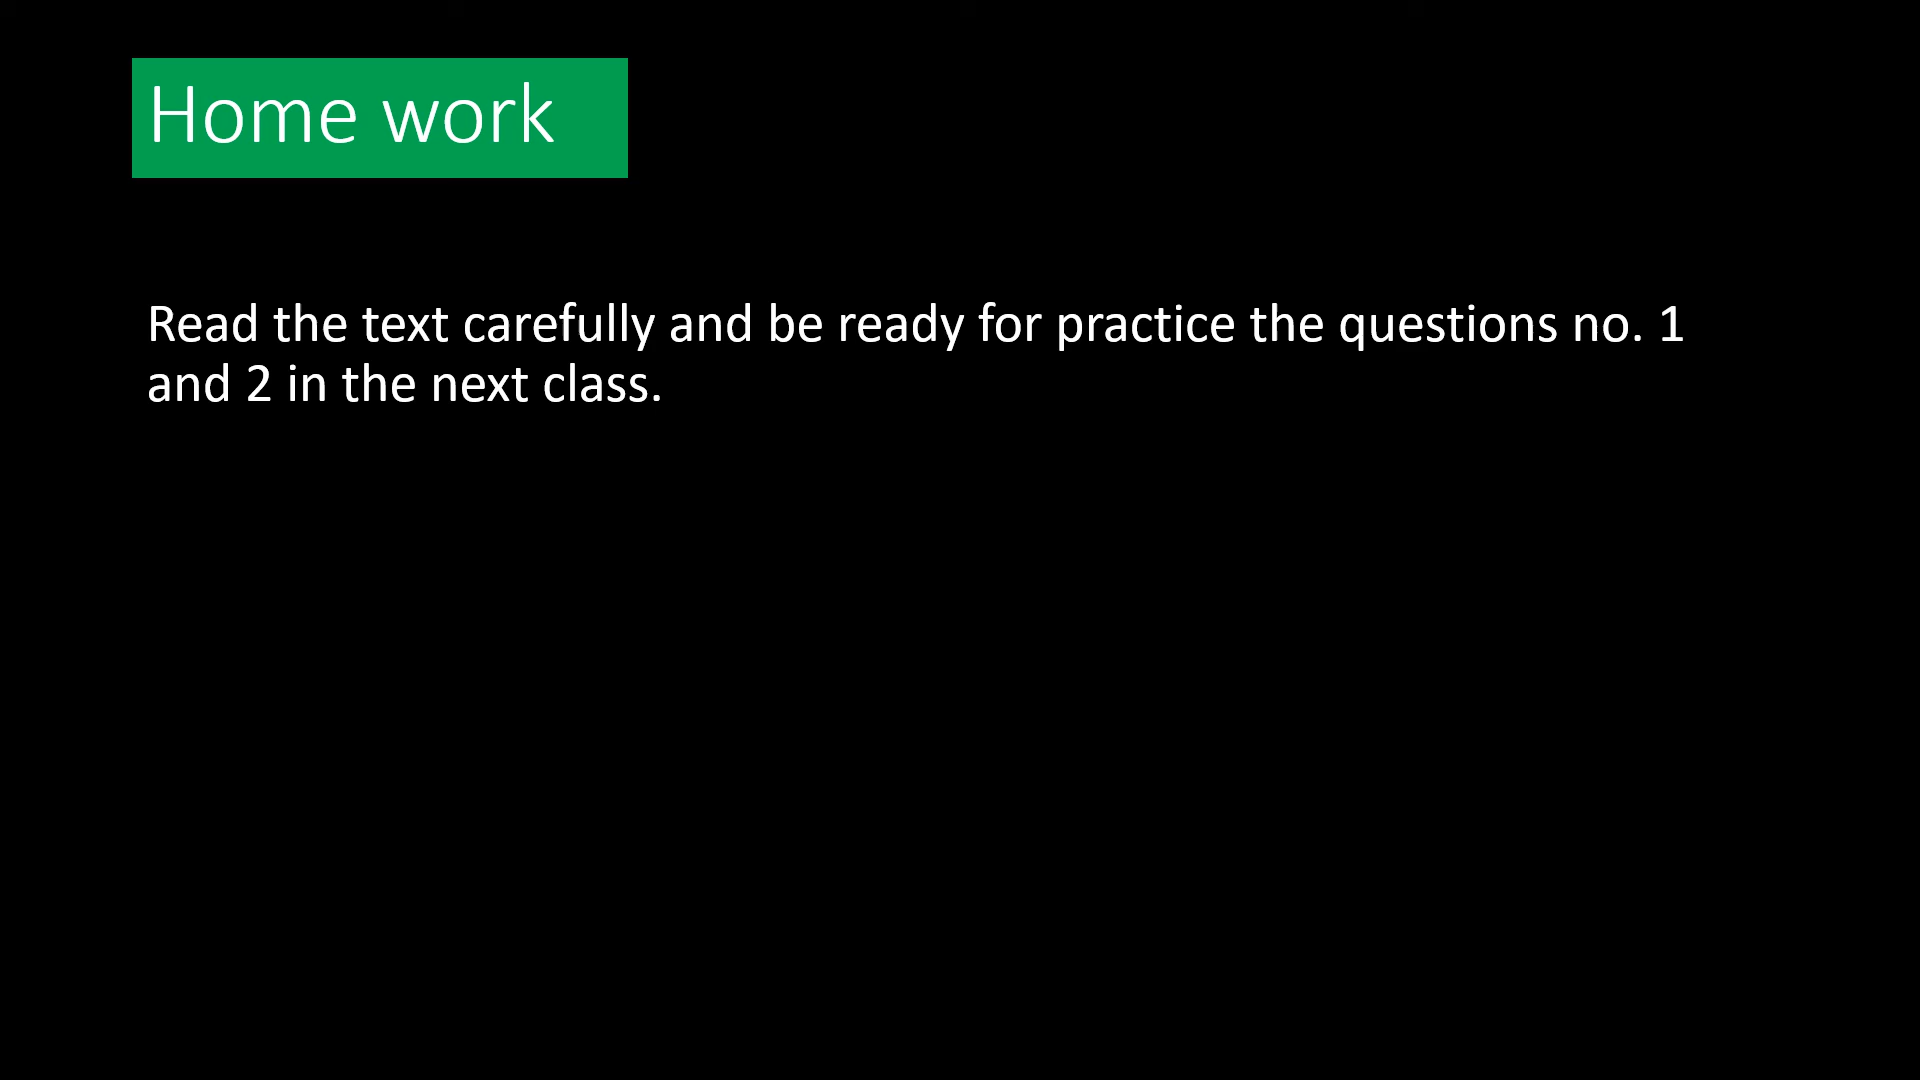 Home work
Read the text carefully and be ready for practice the questions no. 1
and 2 in the next class.